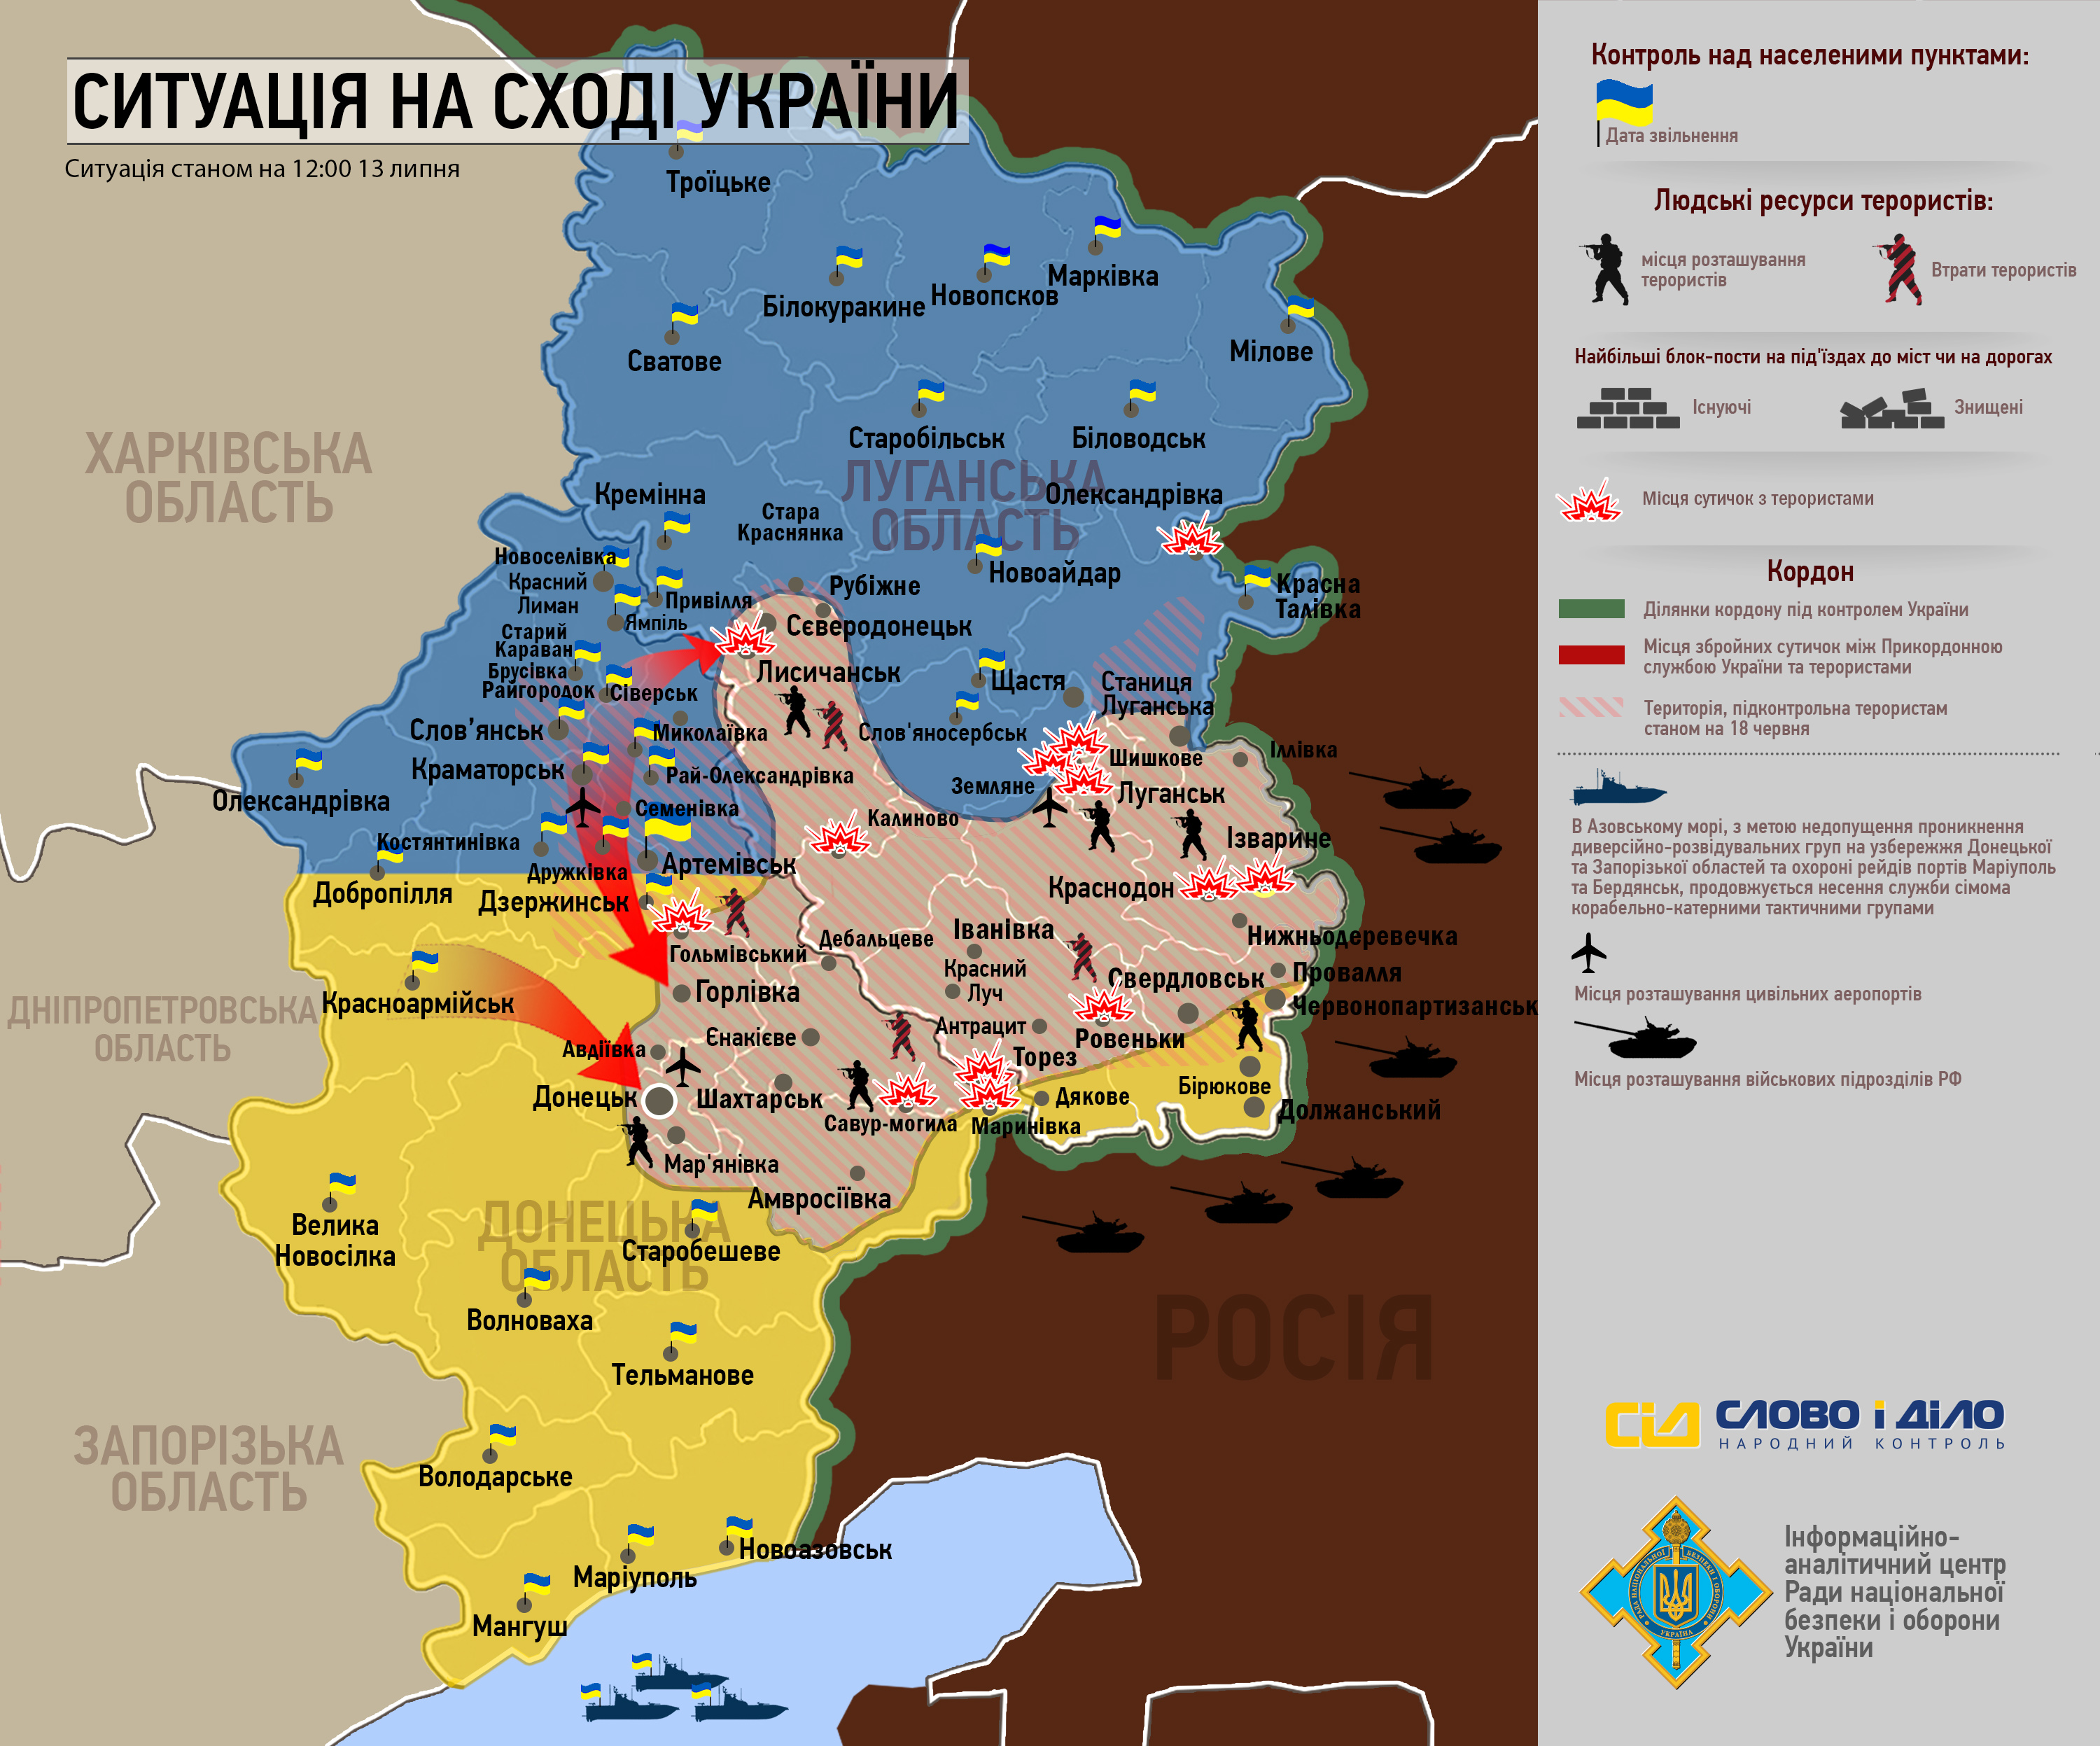 СИТУАЦІЯ НА СХОДІ УКРАЇНИ
Ситуація станом на 12:00 13 липня
Троїцьке
Марківка
Новопсков
Білокуракине
Мілове
Сватове
Старобільськ
Біловодськ
ХАРКІВСЬКА
ОБЛАСТЬ
ЛУГАНСЬКА
ОБЛАСТЬ
Кремінна
Олександрівка
Стара
Краснянка
Новоселівка
Красний
Лиман
Новоайдар
Красна
Талівка
Рубіжне
Привілля
Ямпіль
Сєверодонецьк
Старий
Караван
Брусівка
Райгородок
Сіверськ
Лисичанськ
Щастя
Станиця
Луганська
Слов'янськ
Миколаївка
Слов'яносербськ
Шишкове
Іллівка
Краматорськ
Рай-Олександрівка
Земляне
Луганськ
Олександрівка
Семенівка
Калиново
Ізварине
Костянтинівка
Артемівськ
Дружківка
Добропілля
Дзержинськ
Краснодон
Іванівка
Дебальцеве
Нижньодеревечка
Гольмівський
Красний
Луч
Свердловськ
Провалля
Горлівка
Красноармійськ
Червонопартизанськ
ДНІПРОПЕТРОВСЬКА
ОБЛАСТЬ
Єнакієве
Антрацит
Ровеньки
Авдіївка
Торез
Донецьк
Шахтарськ
Дякове
Бірюкове
Должанський
Савур-могила
Маринівка
Мар'янівка
Амвросіївка
Велика
Новосілка
ДОНЕЦЬКА
ОБЛАСТЬ
Старобешеве
Волноваха
Тельманове
РОСІЯ
ЗАПОРІЗЬКА
ОБЛАСТЬ
Володарське
Новоазовськ
Маріуполь
Мангуш
Контроль над населеними пунктами:
Дата звільнення
Людські ресурси терористів:
місця розташування
терористів
Втрати терористів
Найбільші блок-пости на під'їздах до міст чи на дорогах
Існуючі
Знищені
Місця сутичок з терористами
Кордон
Ділянки кордону під контролем України
Місця збройних сутичок між Прикордонною
службою України та терористами
Територія, підконтрольна терористам
станом на 18 червня
В Азовському морі, з метою недопущення проникнення
диверсійно-розвідувальних груп на узбережжя Донецької
та Запорізької областей та охороні рейдів портів Маріуполь
та Бердянськ, продовжується несення служби сімома
корабельно-катерними тактичними групами
Місця розташування цивільних аеропортів
Місця розташування військових підрозділів РФ
СіД СЛОВО і ДіЛО
НАРОДНИЙ КОНТРОЛЬ
Інформаційно-
аналітичний центр
Ради національної
безпеки і оборони
України
РАДА НАЦІОНАЛЬНОЇ БЕЗПЕКИ І ОБОРОНИ
УКРАЇНА